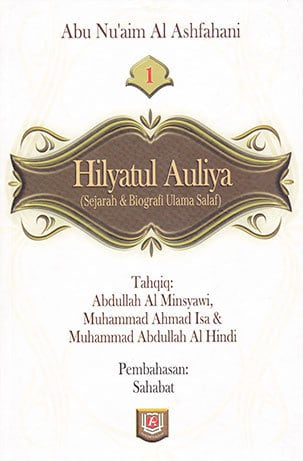 Abu Nu'aim Al Ashfahani
1
Hilyatul Auliya
(Sejarah & Biografi Ulama Salaf)
Tahqiq:
Abdullah Al Minsyawi,
Muhammad Ahmad Isa &
Muhammad Abdullah Al Hindi
Pembahasan:
Sahabat